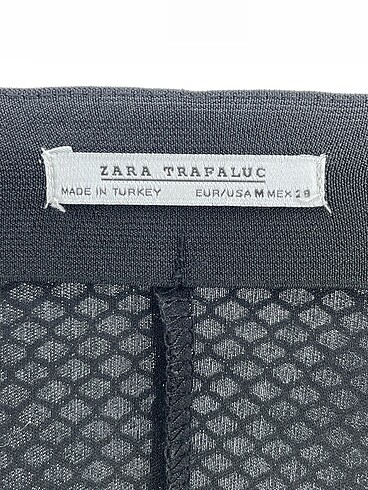 ZARA TRAFALUC
MADE IN TURKEY EUR/USA M MEX 28